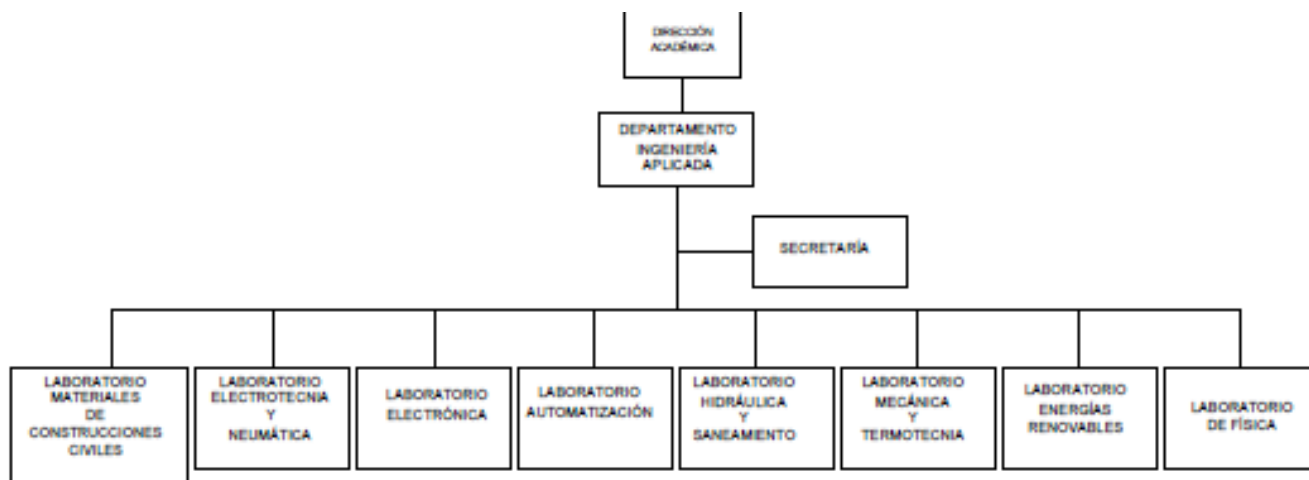 DIRECCIÓN
ACADÉMICA
DEPARTAMENTO
INGENIERÍA
APLICADA
SECRETARÍA
LABORATORIO
MATERIALES
DE
CONSTRUCCIONES
CIVILES
LABORATORIO
ELECTROTECNIA
Y
NEUMÁTICA
LABORATORIO
ELECTRÓNICA
LABORATORIO
AUTOMATIZACIÓN
LABORATORIO
HIDRÁULICA
Y
SANEAMIENTO
LABORATORIO
MECÁNICA
Y
TERMOTECNIA
LABORATORIO
ENERGÍAS
RENOVABLES
LABORATORIO
DE FÍSICA